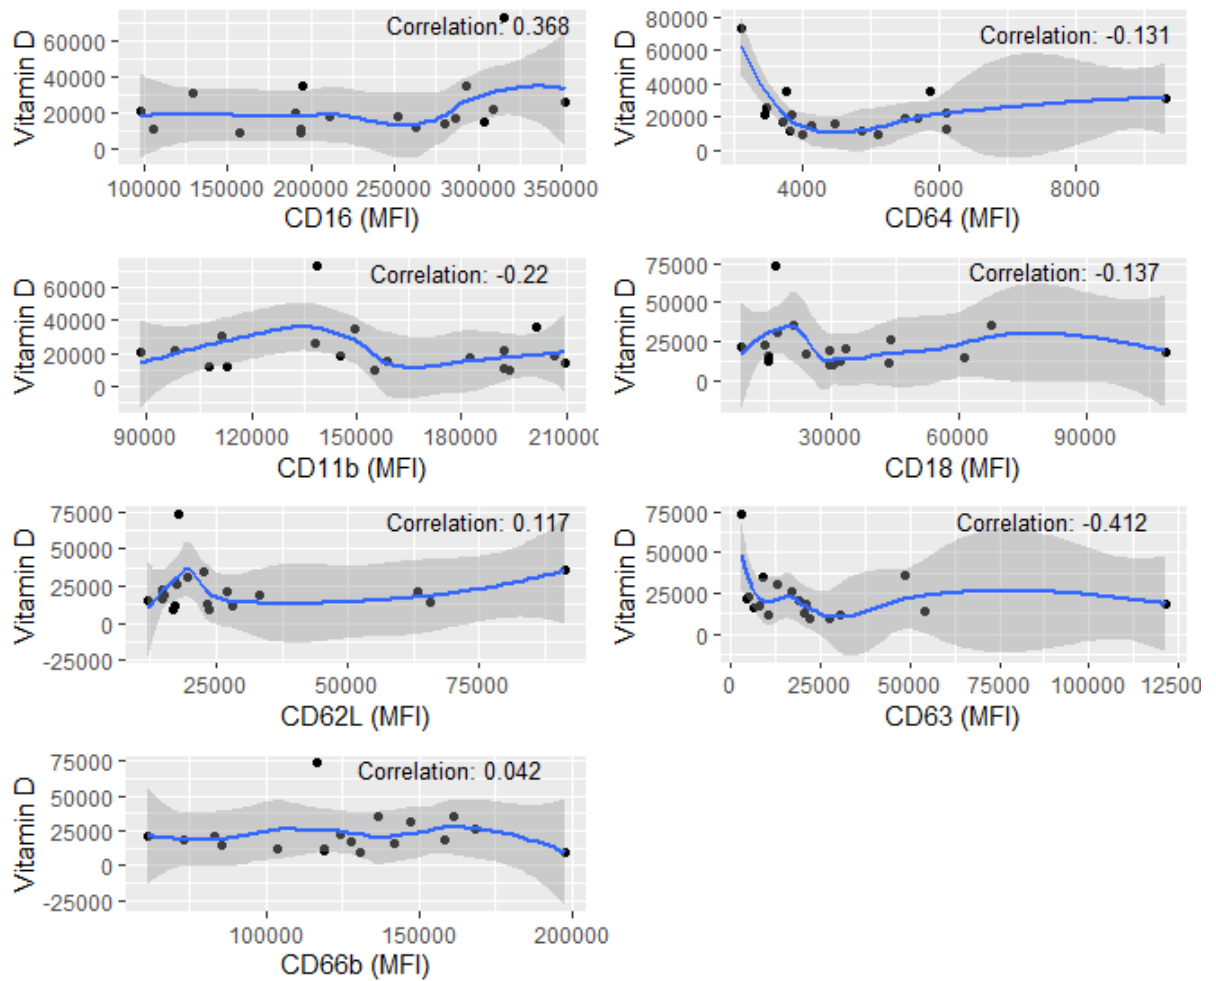 Correlation: 0.368
Vitamin D
60000
40000
20000
0
100000 150000 200000 250000 300000 350000
CD16 (MFI)
Correlation: -0.131
Vitamin D
80000
60000
40000
20000
0
4000 6000 8000
CD64 (MFI)
Correlation: -0.22
Vitamin D
60000
40000
20000
0
90000 120000 150000 180000 210000
CD11b (MFI)
Correlation: -0.137
Vitamin D
75000
50000
25000
0
30000 60000 90000
CD18 (MFI)
Correlation: 0.117
Vitamin D
75000
50000
25000
0
-25000
25000 50000 75000
CD62L (MFI)
Correlation: -0.412
Vitamin D
75000
50000
25000
0
0 25000 50000 75000 100000 12500
CD63 (MFI)
Correlation: 0.042
Vitamin D
75000
50000
25000
0
-25000
100000 150000 200000
CD66b (MFI)